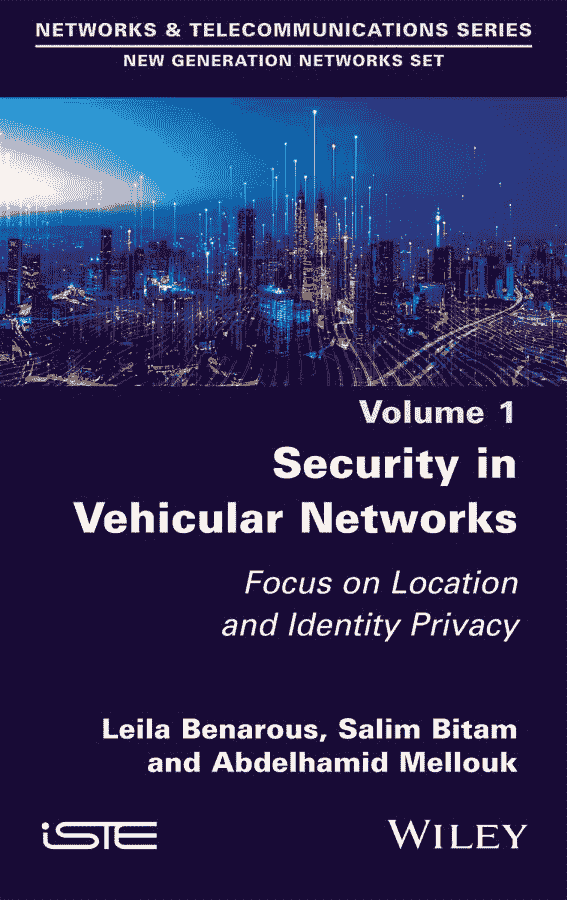 NETWORKS & TELECOMMUNICATIONS SERIES
NEW GENERATION NETWORKS SET
Volume 1
Security in
Vehicular Networks
Focus on Location
and Identity Privacy
Leila Benarous, Salim Bitam
and Abdelhamid Mellouk
iSTE
WILEY